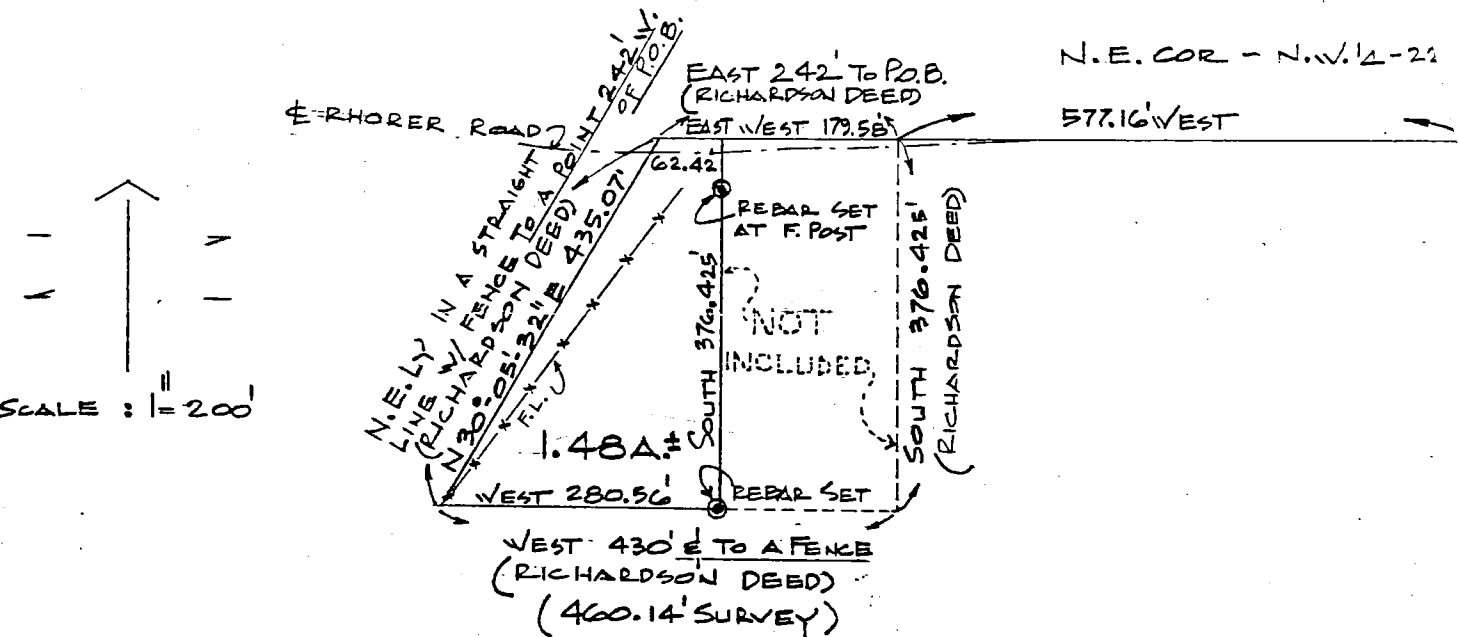 N.E. COR - N.W. 1/4 - 22
577.16' WEST
EAST 242' TO P.O.B.
(RICHARDSON DEED)
EAST WEST 179.58'
℄ RHORER ROAD
62.42
N.E.LY IN A STRAIGHT
LINE W/ FENCE TO A POINT 242' W.
OF P.O.B.
(RICHARDSON DEED)
N 30°-05'-32" E 435.07'
F.L.
REBAR SET
AT F. POST
SOUTH 376.425'
NOT
INCLUDED
SOUTH 376.425'
(RICHARDSON DEED)
SCALE : 1" = 200'
1.48 A.±
WEST 280.56'
REBAR SET
WEST 430' & TO A FENCE
(RICHARDSON DEED)
(460.14' SURVEY)